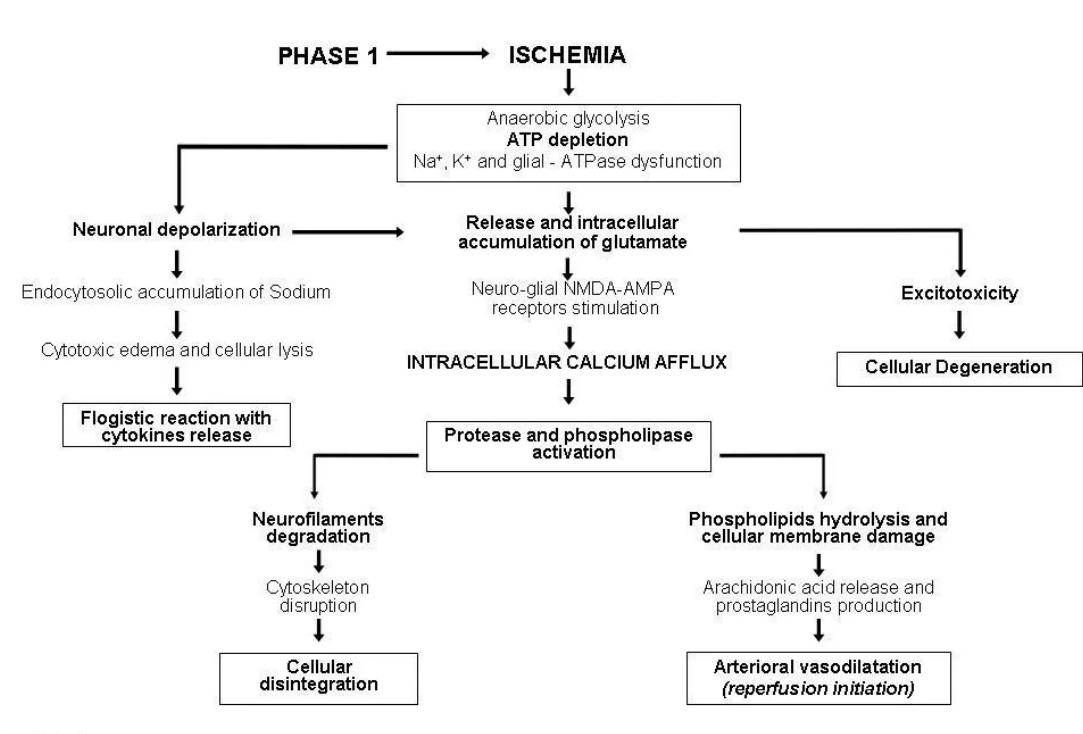 PHASE 1
ISCHEMIA
Anaerobic glycolysis
ATP depletion
Na⁺, K⁺ and glial - ATPase dysfunction
Neuronal depolarization
Release and intracellular
accumulation of glutamate
Endocytosolic accumulation of Sodium
Neuro-glial NMDA-AMPA
receptors stimulation
Excitotoxicity
Cytotoxic edema and cellular lysis
INTRACELLULAR CALCIUM AFFLUX
Cellular Degeneration
Flogistic reaction with
cytokines release
Protease and phospholipase
activation
Neurofilaments
degradation
Phospholipids hydrolysis and
cellular membrane damage
Cytoskeleton
disruption
Arachidonic acid release and
prostaglandins production
Cellular
disintegration
Arterioral vasodilatation
(reperfusion initiation)